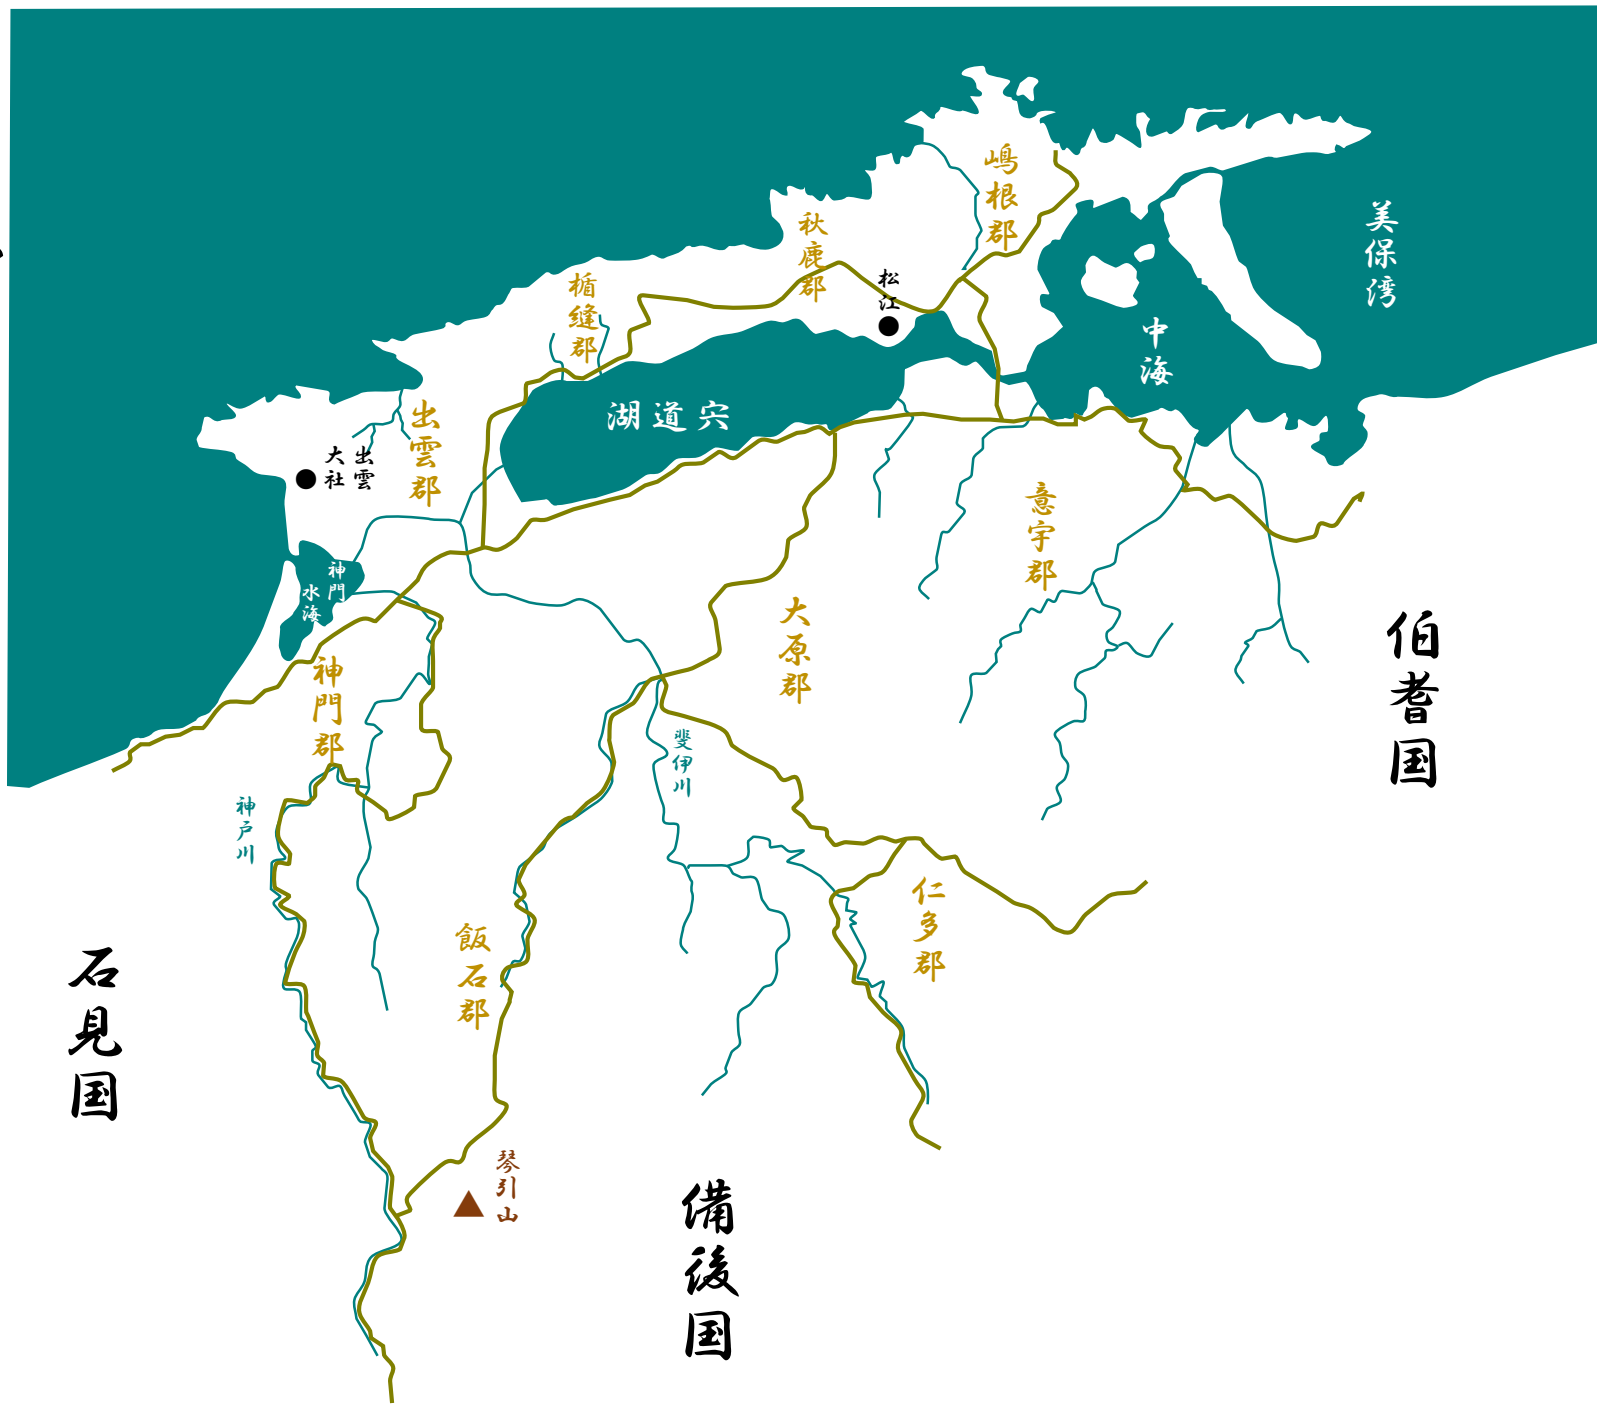 嶋根郡
美保湾
秋鹿郡
松江
楯縫郡
中海
湖道宍
出雲郡
出雲
大社
意宇郡
神門
水海
大原郡
伯耆国
神門郡
斐伊川
神戸川
仁多郡
飯石郡
石見国
琴引山
備後国